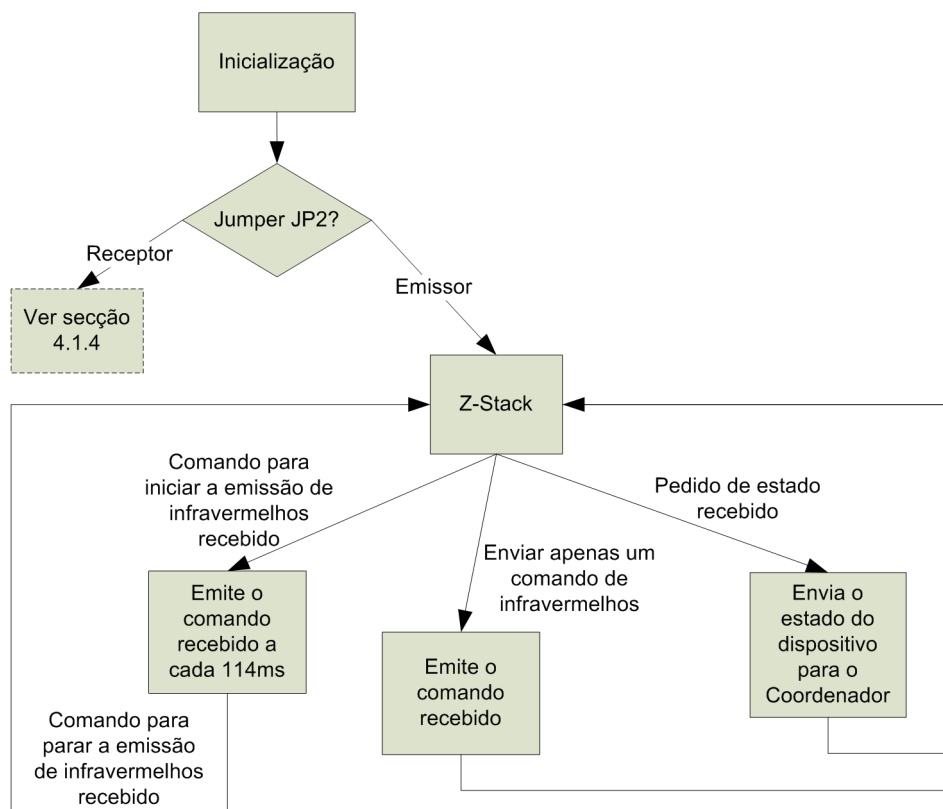 Inicialização
Jumper JP2?
Receptor
Emissor
Ver secção
4.1.4
Z-Stack
Comando para
iniciar a emissão de
infravermelhos
recebido
Enviar apenas um
comando de
infravermelhos
Pedido de estado
recebido
Emite o
comando
recebido a
cada 114ms
Emite o
comando
recebido
Envia o
estado do
dispositivo
para o
Coordenador
Comando para
parar a emissão
de infravermelhos
recebido